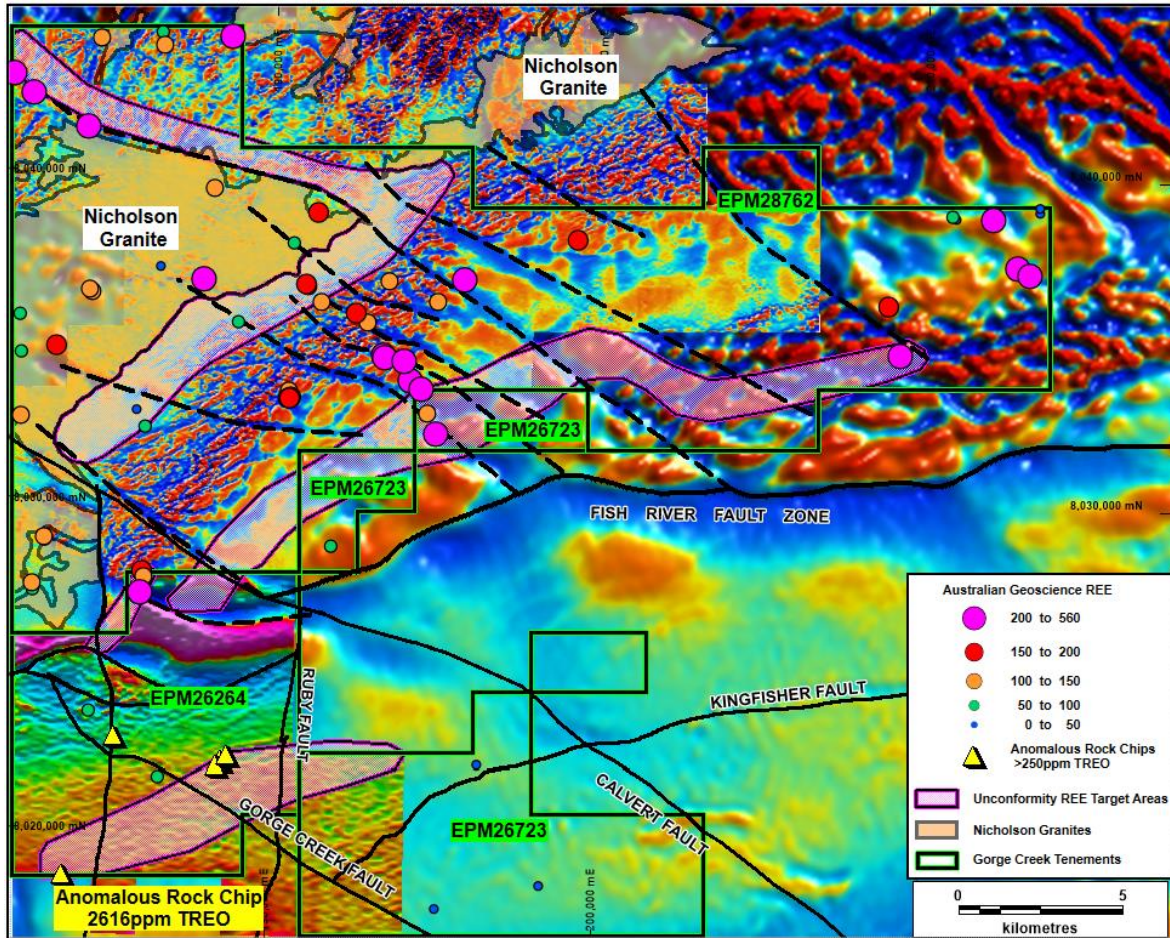 Nicholson
Granite
Nicholson
Granite
8,040,000 mN
EPM28762
EPM26723
EPM26723
8,030,000 mN
8,030,000 mN
FISH RIVER FAULT ZONE
EPM26264
RUBY FAULT
KINGFISHER FAULT
CALVERT FAULT
GORGE CREEK FAULT
EPM26723
8,020,000 mN
200,000 mE
Anomalous Rock Chip
2616ppm TREO
Australian Geoscience REE
200 to 560
150 to 200
100 to 150
50 to 100
0 to 50
Anomalous Rock Chips
>250ppm TREO
Unconformity REE Target Areas
Nicholson Granites
Gorge Creek Tenements
0 5
kilometres